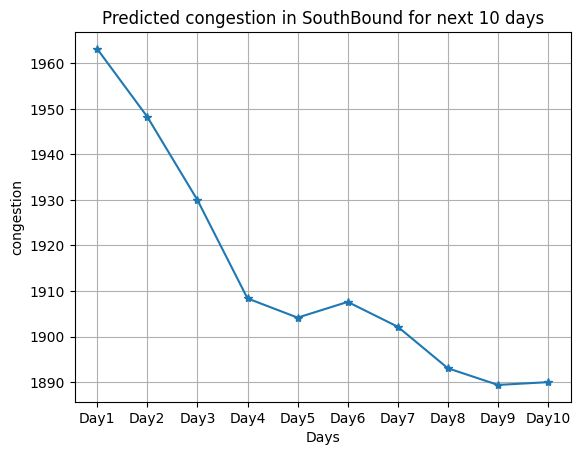 Predicted congestion in SouthBound for next 10 days
1960
1950
1940
1930
1920
1910
1900
1890
congestion
Day1 Day2 Day3 Day4 Day5 Day6 Day7 Day8 Day9 Day10
Days